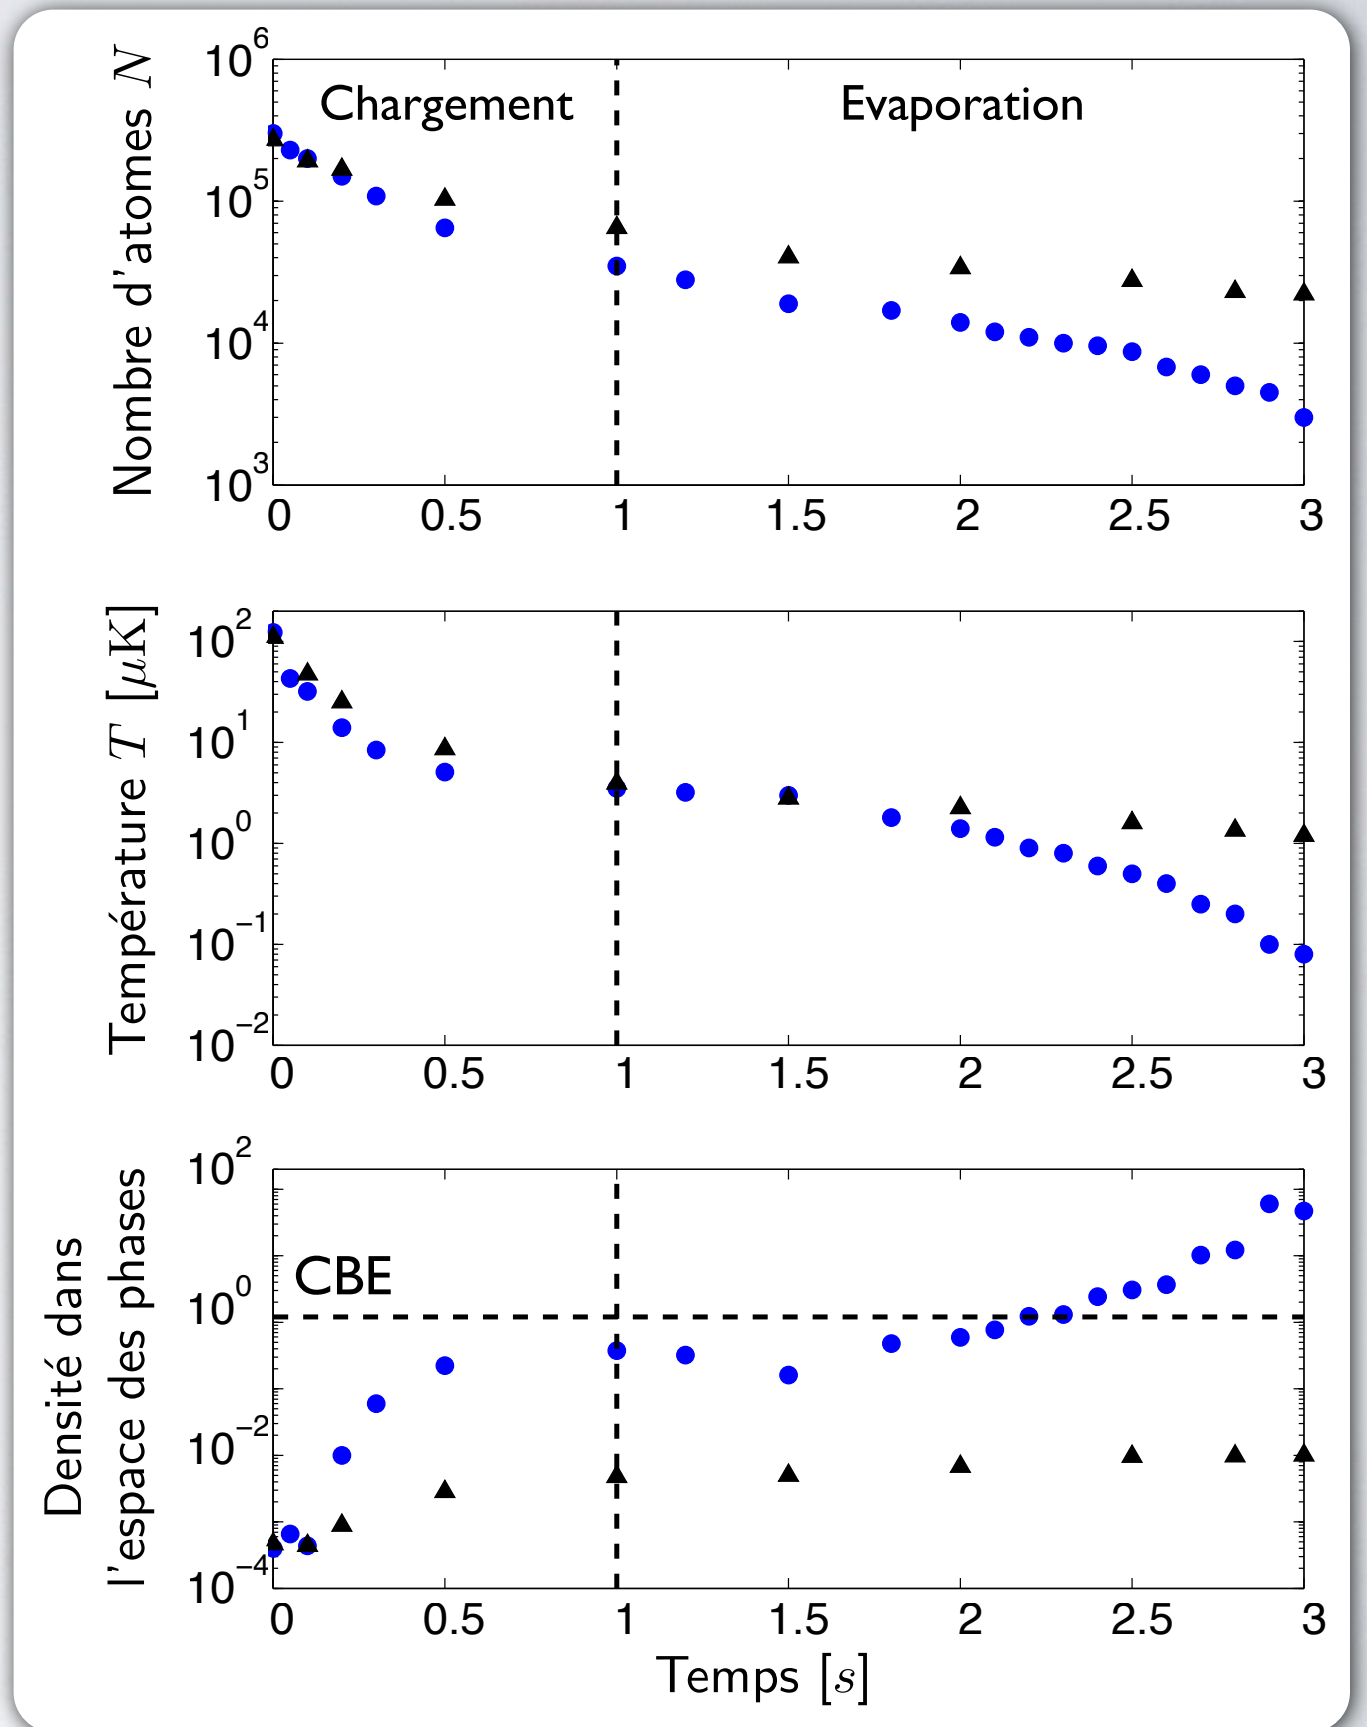 Nombre d'atomes N
10^6
10^5
10^4
10^3
Chargement
Evaporation
0 0.5 1 1.5 2 2.5 3
Température T [μK]
10^2
10^1
10^0
10^−1
10^−2
0 0.5 1 1.5 2 2.5 3
Densité dans
l'espace des phases
10^2
10^0
10^−2
10^−4
CBE
0 0.5 1 1.5 2 2.5 3
Temps [s]